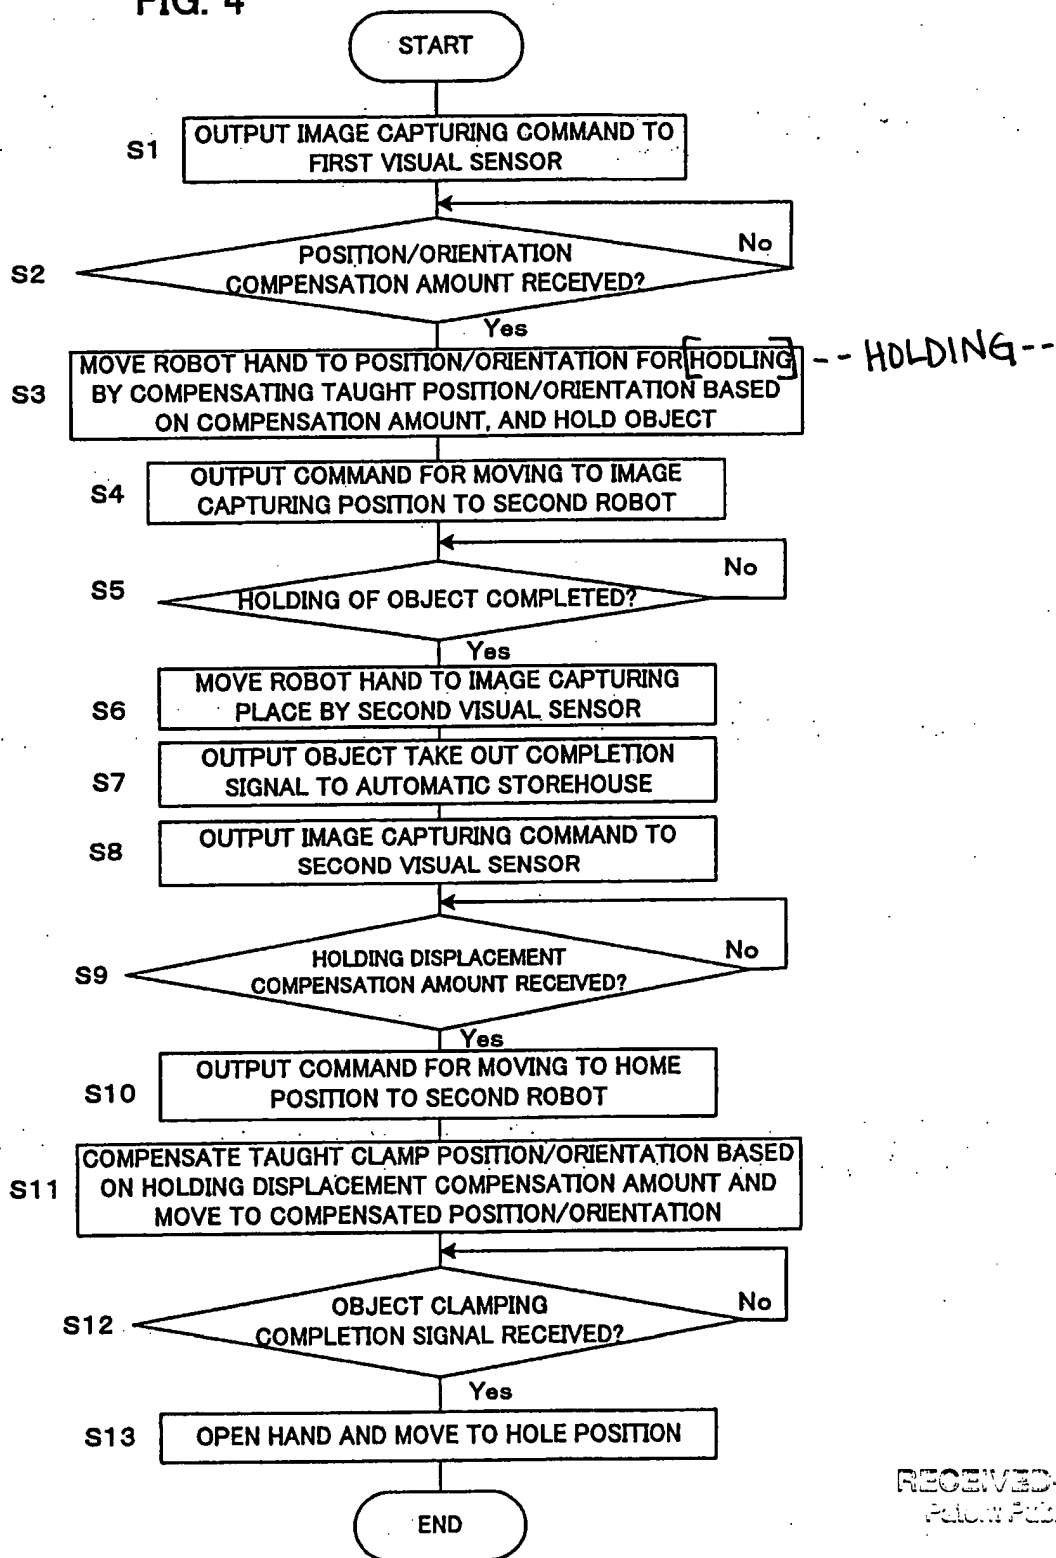 FIG. 4
START
S1
OUTPUT IMAGE CAPTURING COMMAND TO
FIRST VISUAL SENSOR
No
S2
POSITION/ORIENTATION
COMPENSATION AMOUNT RECEIVED?
Yes
S3
MOVE ROBOT HAND TO POSITION/ORIENTATION FOR [HODLING] -- HOLDING --
BY COMPENSATING TAUGHT POSITION/ORIENTATION BASED
ON COMPENSATION AMOUNT, AND HOLD OBJECT
S4
OUTPUT COMMAND FOR MOVING TO IMAGE
CAPTURING POSITION TO SECOND ROBOT
No
S5
HOLDING OF OBJECT COMPLETED?
Yes
S6
MOVE ROBOT HAND TO IMAGE CAPTURING
PLACE BY SECOND VISUAL SENSOR
S7
OUTPUT OBJECT TAKE OUT COMPLETION
SIGNAL TO AUTOMATIC STOREHOUSE
S8
OUTPUT IMAGE CAPTURING COMMAND TO
SECOND VISUAL SENSOR
No
S9
HOLDING DISPLACEMENT
COMPENSATION AMOUNT RECEIVED?
Yes
S10
OUTPUT COMMAND FOR MOVING TO HOME
POSITION TO SECOND ROBOT
S11
COMPENSATE TAUGHT CLAMP POSITION/ORIENTATION BASED
ON HOLDING DISPLACEMENT COMPENSATION AMOUNT AND
MOVE TO COMPENSATED POSITION/ORIENTATION
No
S12
OBJECT CLAMPING
COMPLETION SIGNAL RECEIVED?
Yes
S13
OPEN HAND AND MOVE TO HOLE POSITION
END
RECEIVED